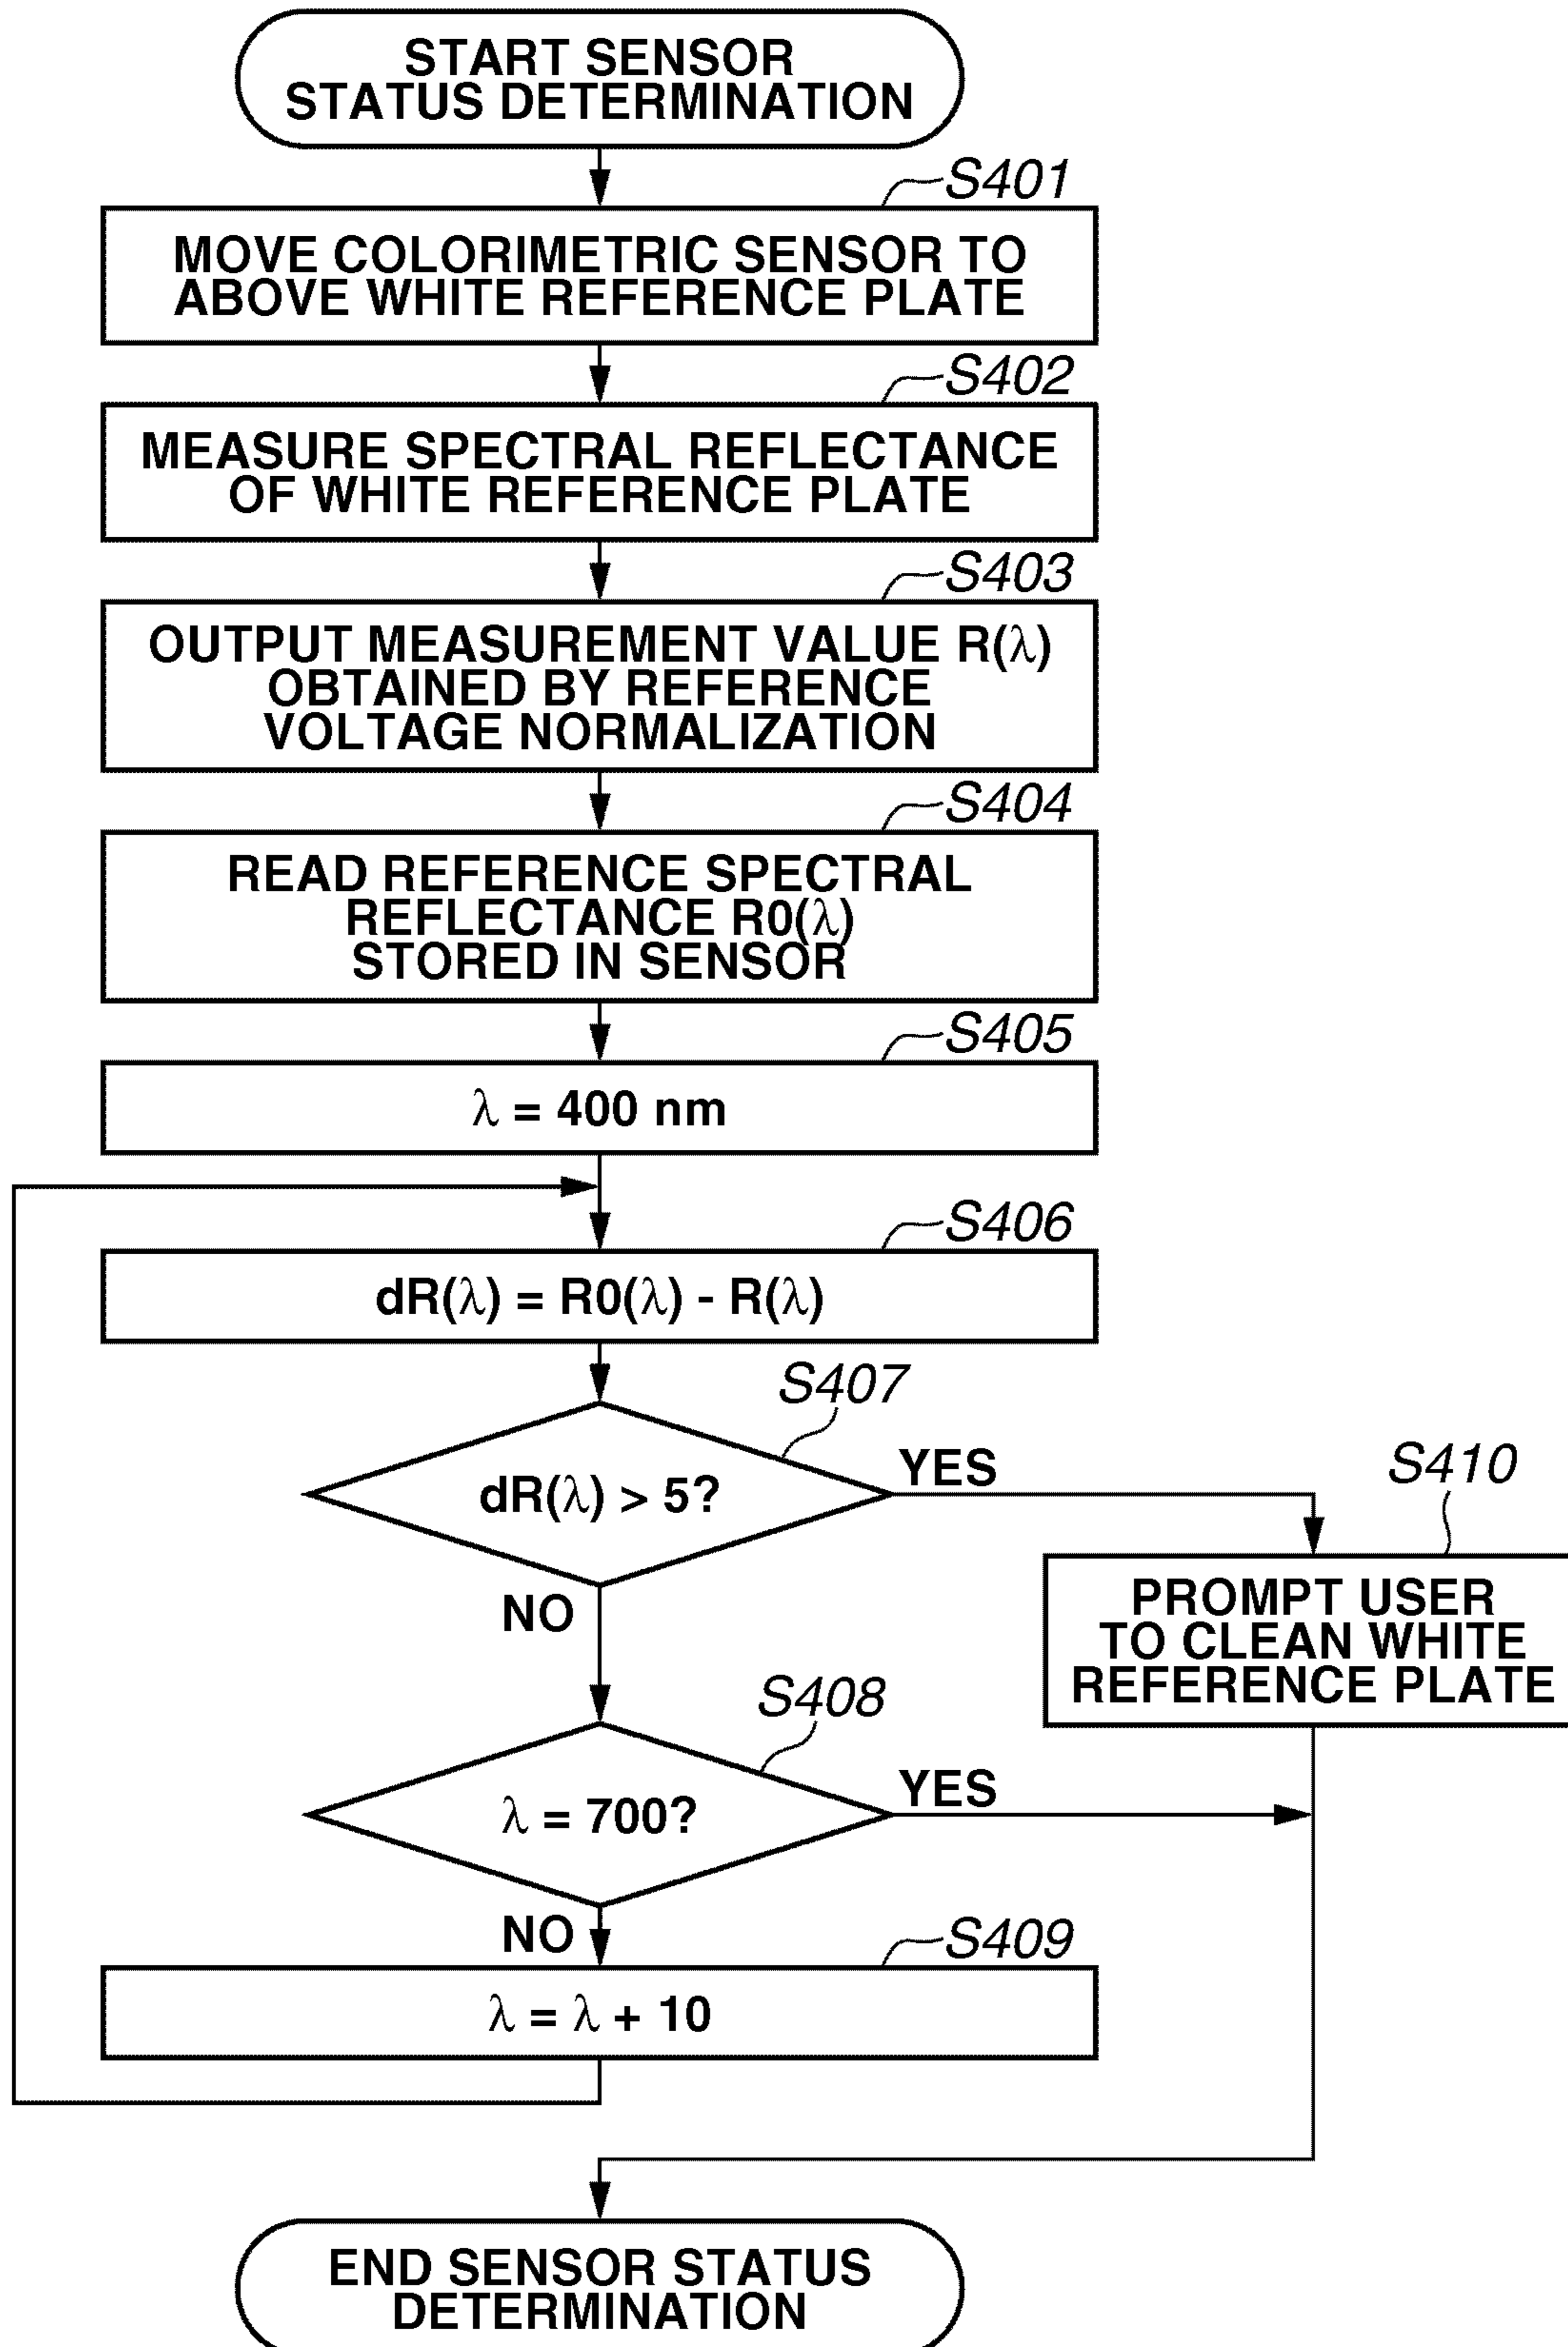 START SENSOR
STATUS DETERMINATION
S401
MOVE COLORIMETRIC SENSOR TO
ABOVE WHITE REFERENCE PLATE
S402
MEASURE SPECTRAL REFLECTANCE
OF WHITE REFERENCE PLATE
S403
OUTPUT MEASUREMENT VALUE R(λ)
OBTAINED BY REFERENCE
VOLTAGE NORMALIZATION
S404
READ REFERENCE SPECTRAL
REFLECTANCE R0(λ)
STORED IN SENSOR
S405
λ = 400 nm
S406
dR(λ) = R0(λ) - R(λ)
S407
dR(λ) > 5?
YES
NO
S410
PROMPT USER
TO CLEAN WHITE
REFERENCE PLATE
S408
λ = 700?
YES
NO
S409
λ = λ + 10
END SENSOR STATUS
DETERMINATION